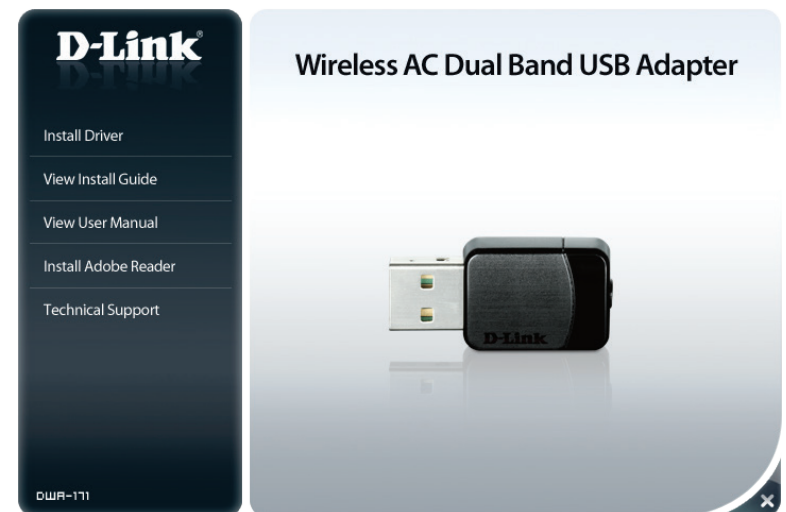 D-Link®
Wireless AC Dual Band USB Adapter
Install Driver
View Install Guide
View User Manual
Install Adobe Reader
Technical Support
D-Link
DWA-171